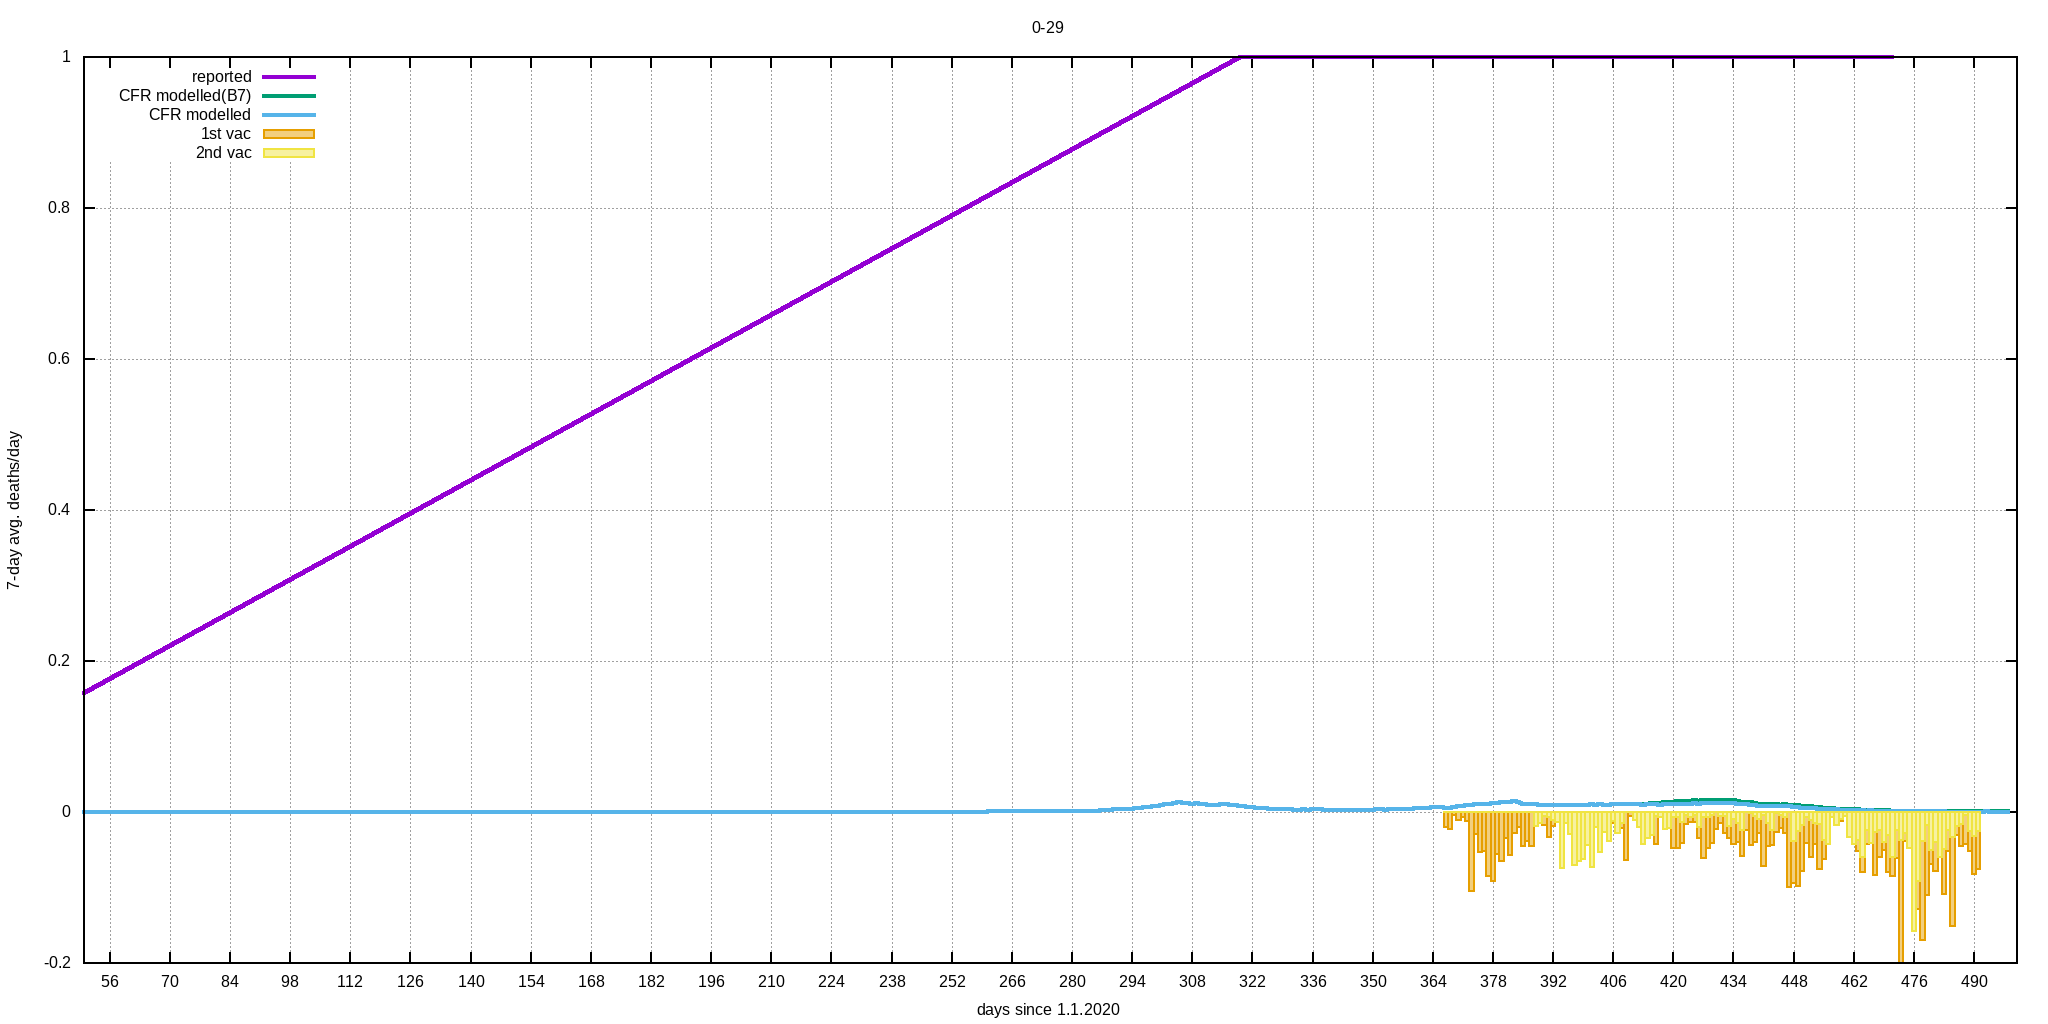 0-29
1
reported
CFR modelled(B7)
CFR modelled
1st vac
2nd vac
0.8
0.6
0.4
0.2
0
-0.2
7-day avg. deaths/day
56 70 84 98 112 126 140 154 168 182 196 210 224 238 252 266 280 294 308 322 336 350 364 378 392 406 420 434 448 462 476 490
days since 1.1.2020